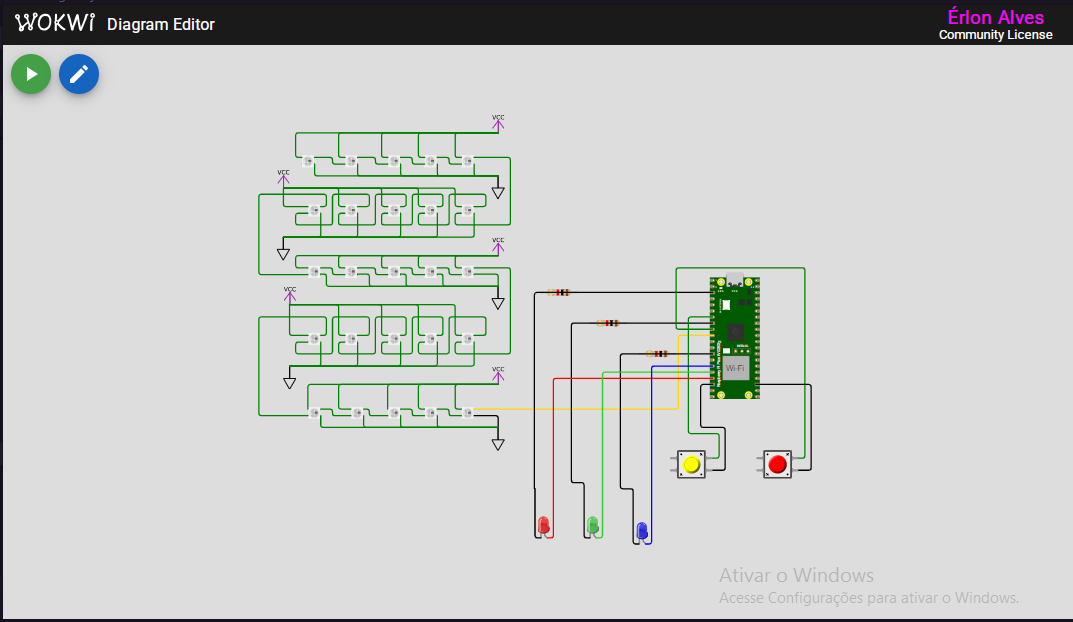 WOKWi Diagram Editor
Érlon Alves
Community License
VCC
VCC
VCC
VCC
VCC
Wi-Fi
Ativar o Windows
Acesse Configurações para ativar o Windows.